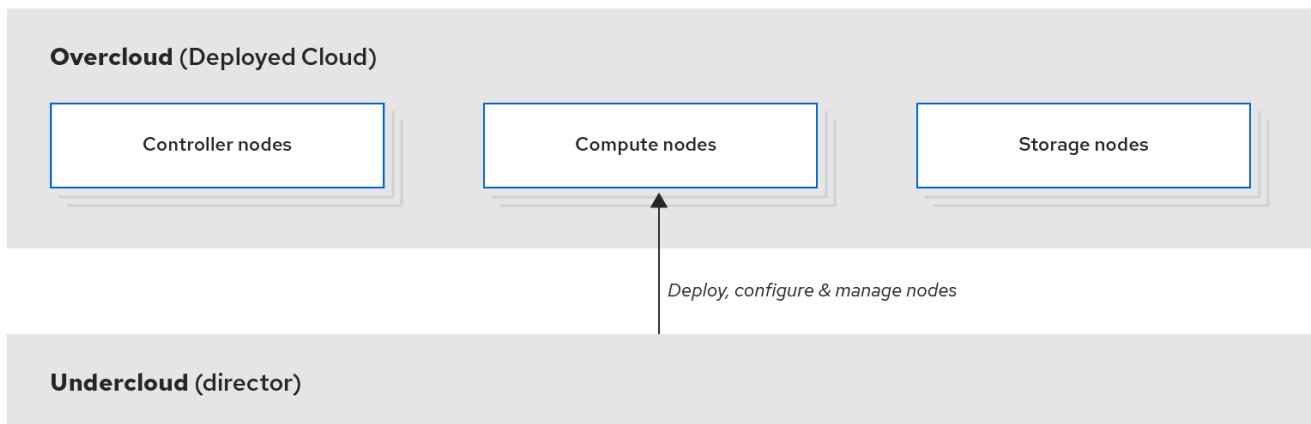 Overcloud (Deployed Cloud)
Controller nodes
Compute nodes
Storage nodes
Deploy, configure & manage nodes
Undercloud (director)